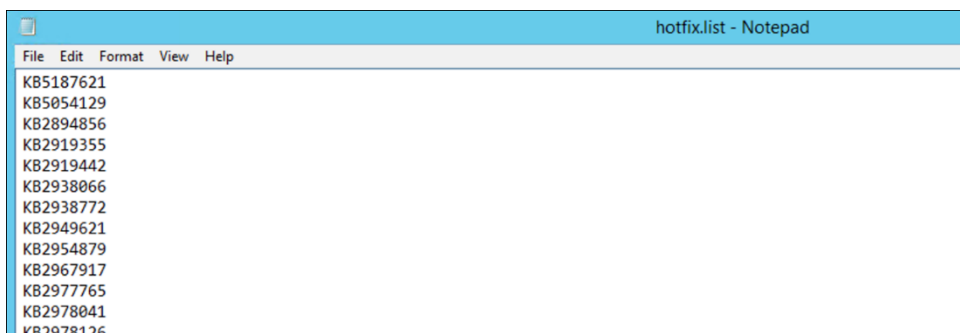 hotfix.list - Notepad
File Edit Format View Help
KB5187621
KB5054129
KB2894856
KB2919355
KB2919442
KB2938066
KB2938772
KB2949621
KB2954879
KB2967917
KB2977765
KB2978041
KB2978126